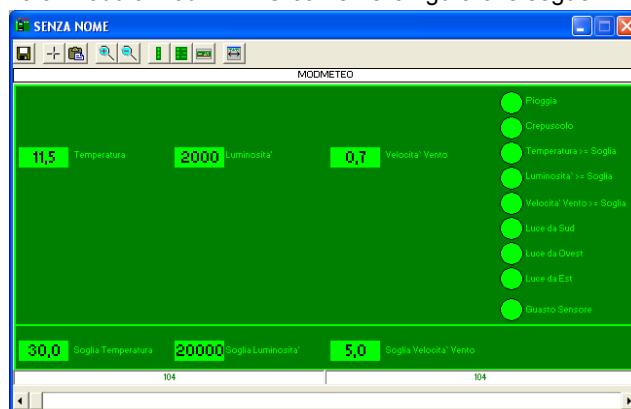 SENZA NOME
MODMETEO
Pioggia
Crepuscolo
11,5 Temperatura 2000 Luminosita' 0,7 Velocita' Vento Temperatura >= Soglia
Luminosita' >= Soglia
Velocita' Vento >= Soglia
Luce da Sud
Luce da Ovest
Luce da Est
Guasto Sensore
30,0 Soglia Temperatura 20000 Soglia Luminosita' 5,0 Soglia Velocita' Vento
104 104